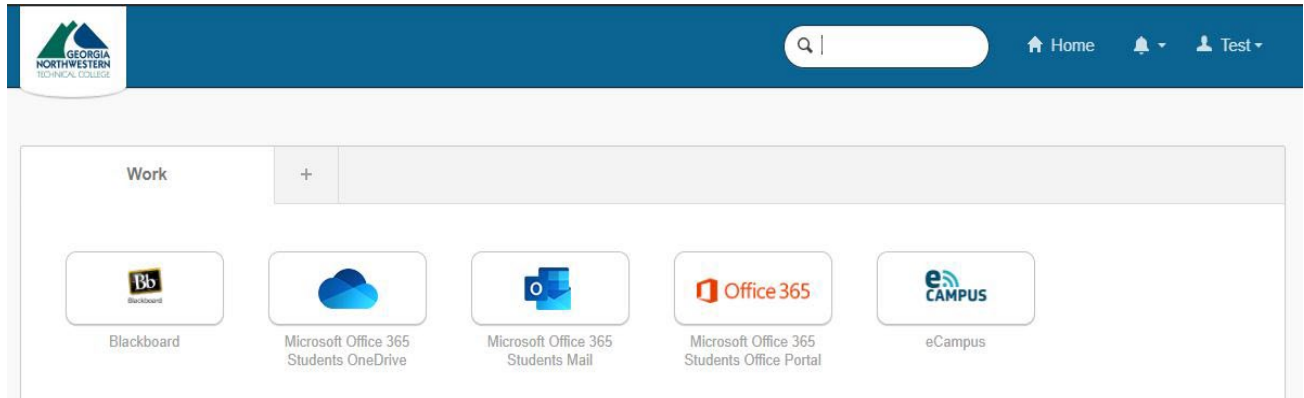 GEORGIA
NORTHWESTERN
TECHNICAL COLLEGE
Home
Test
Work
+
Bb
Blackboard
O
Office 365
e
CAMPUS
Blackboard
Microsoft Office 365
Students OneDrive
Microsoft Office 365
Students Mail
Microsoft Office 365
Students Office Portal
eCampus